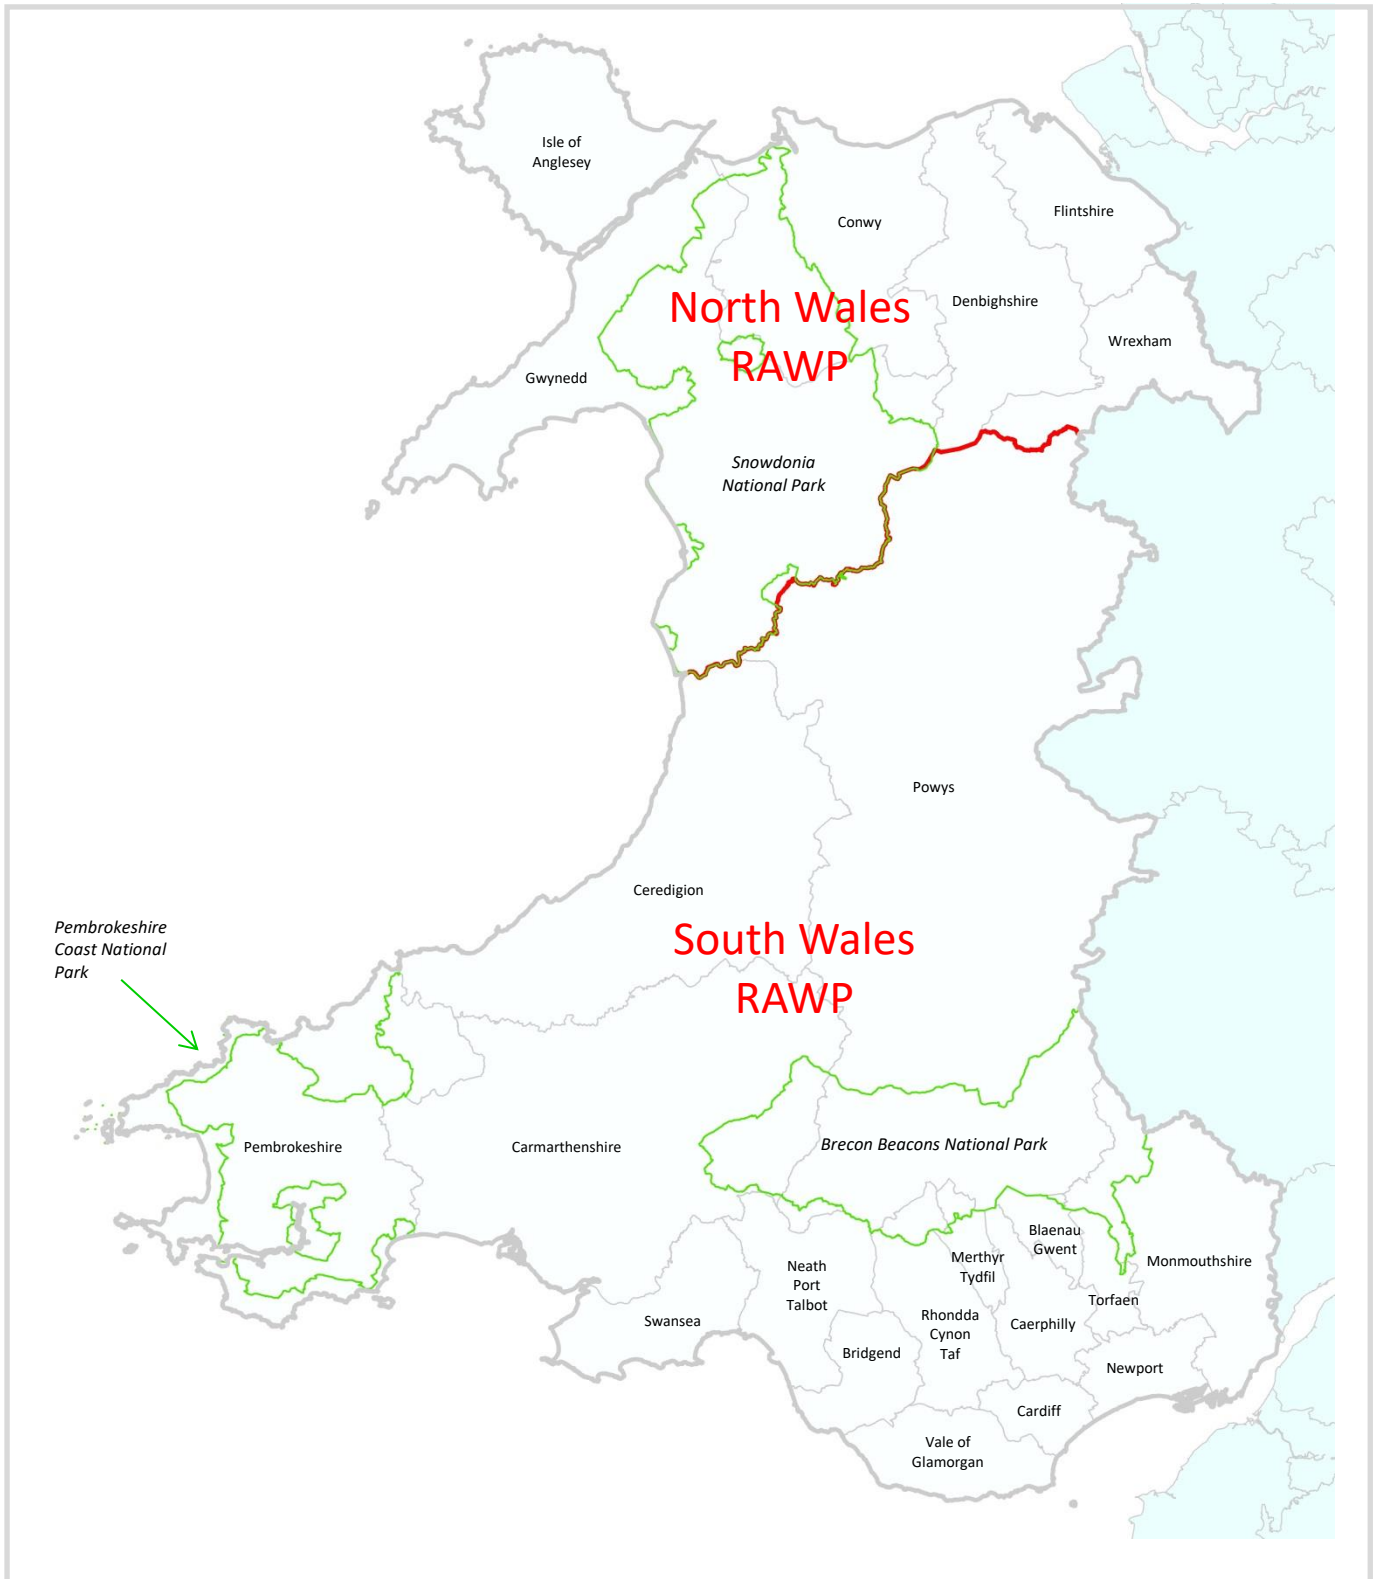 Isle of
Anglesey
Conwy
Flintshire
Denbighshire
North Wales
RAWP
Wrexham
Gwynedd
Snowdonia
National Park
Powys
Ceredigion
South Wales
RAWP
Pembrokeshire
Coast National
Park
Pembrokeshire
Carmarthenshire
Brecon Beacons National Park
Blaenau
Gwent
Monmouthshire
Merthyr
Tydfil
Neath
Port
Talbot
Torfaen
Swansea
Rhondda
Cynon
Taf
Caerphilly
Bridgend
Newport
Cardiff
Vale of
Glamorgan